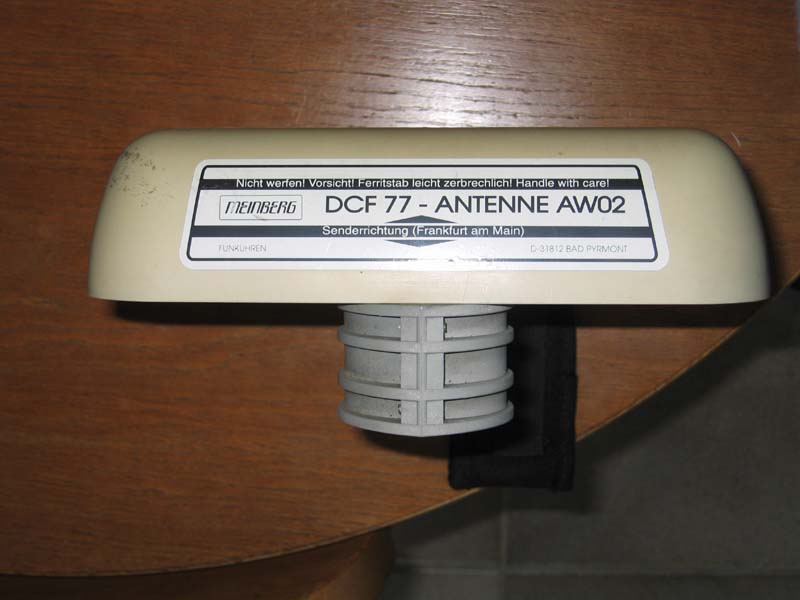 Nicht werfen! Vorsicht! Ferritstab leicht zerbrechlich! Handle with care!
MEINBERG DCF 77 - ANTENNE AW02
Senderrichtung (Frankfurt am Main)
FUNKUHREN D-31812 BAD PYRMONT